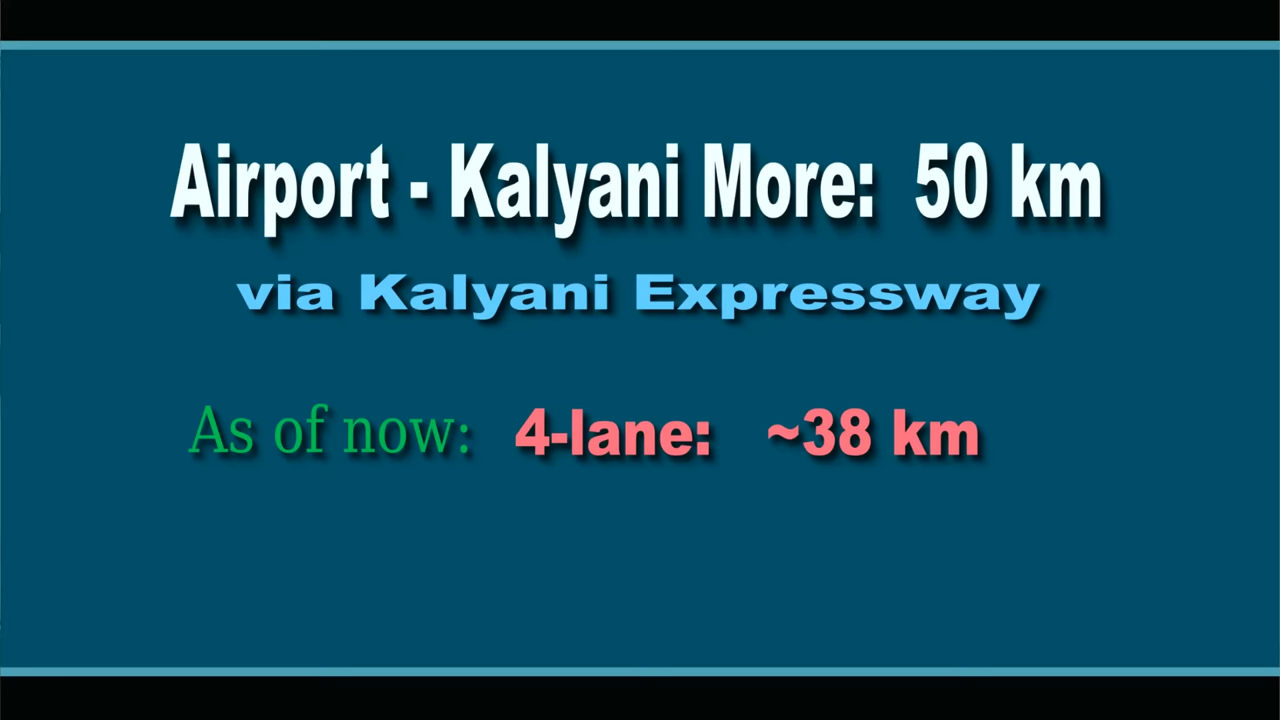 Airport - Kalyani More: 50 km
via Kalyani Expressway
As of now: 4-lane: ~38 km